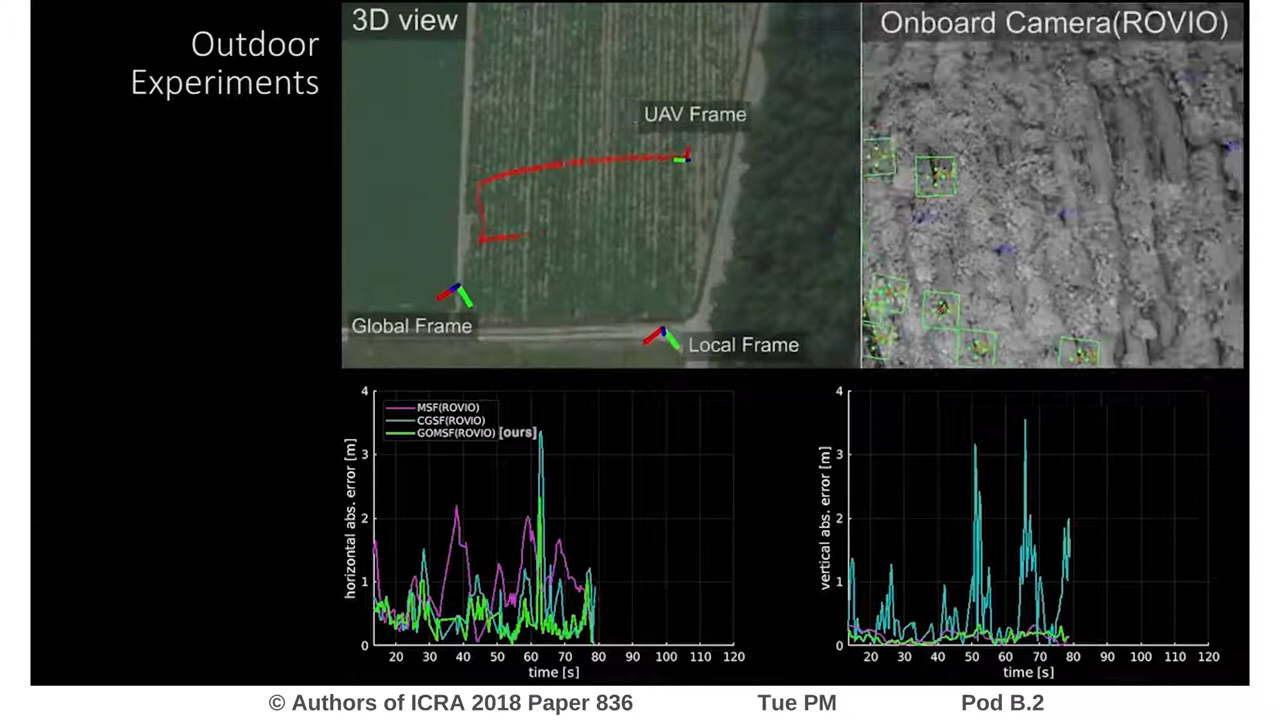 Outdoor
Experiments
3D view
Onboard Camera(ROVIO)
UAV Frame
Global Frame
Local Frame
4
3
2
1
0
horizontal abs. error [m]
MSF(ROVIO)
CGSF(ROVIO)
GOMSF(ROVIO) [ours]
20 30 40 50 60 70 80 90 100 110 120
time [s]
4
3
2
1
0
vertical abs. error [m]
20 30 40 50 60 70 80 90 100 110 120
time [s]
© Authors of ICRA 2018 Paper 836 Tue PM Pod B.2